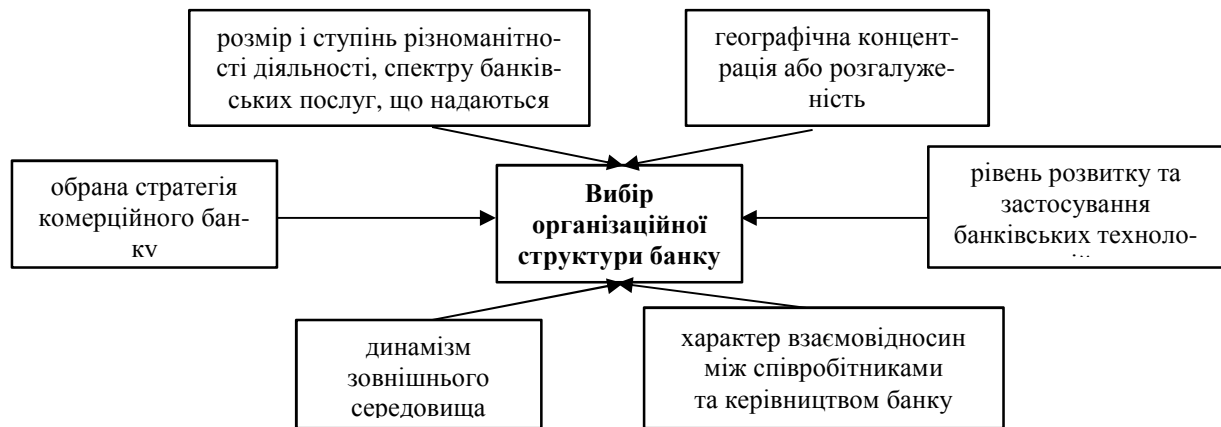 розмір і ступінь різноманітно-
сті діяльності, спектру банків-
ських послуг, що надаються
географічна концент-
рація або розгалуже-
ність
обрана стратегія
комерційного бан-
ку
Вибір
організаційної
структури банку
рівень розвитку та
застосування
банківських техноло-
динамізм
зовнішнього
середовища
характер взаємовідносин
між співробітниками
та керівництвом банку